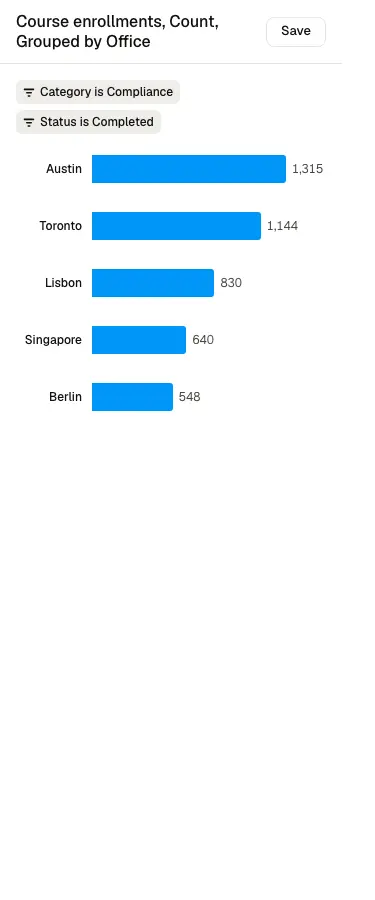 Course enrollments, Count,
Grouped by Office
Save
Category is Compliance
Status is Completed
Austin 1,315
Toronto 1,144
Lisbon 830
Singapore 640
Berlin 548